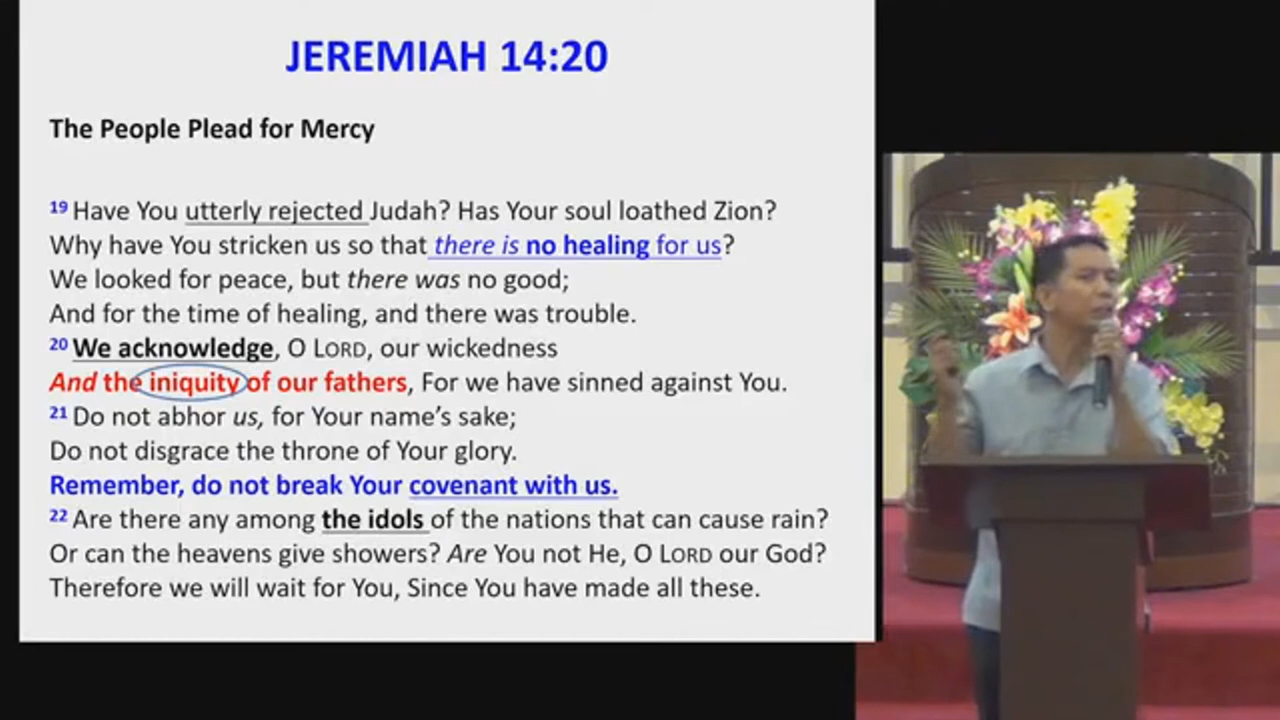 JEREMIAH 14:20
The People Plead for Mercy
19 Have You utterly rejected Judah? Has Your soul loathed Zion?
Why have You stricken us so that there is no healing for us?
We looked for peace, but there was no good;
And for the time of healing, and there was trouble.
20 We acknowledge, O LORD, our wickedness
And the iniquity of our fathers, For we have sinned against You.
21 Do not abhor us, for Your name’s sake;
Do not disgrace the throne of Your glory.
Remember, do not break Your covenant with us.
22 Are there any among the idols of the nations that can cause rain?
Or can the heavens give showers? Are You not He, O LORD our God?
Therefore we will wait for You, Since You have made all these.